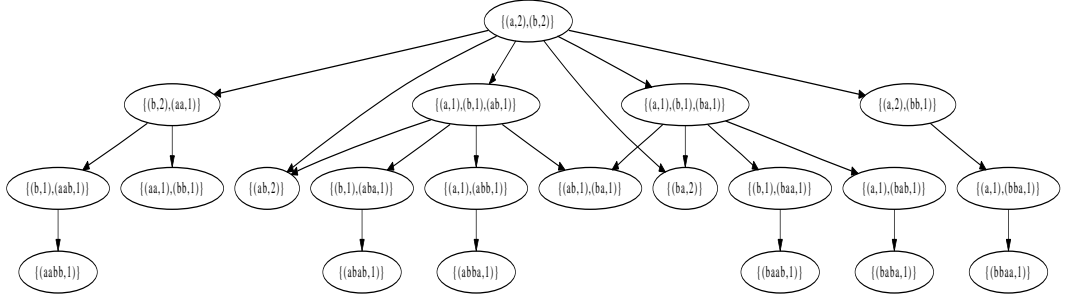 {(a,2),(b,2)}
{(b,2),(aa,1)}
{(a,1),(b,1),(ab,1)}
{(a,1),(b,1),(ba,1)}
{(a,2),(bb,1)}
{(b,1),(aab,1)}
{(aa,1),(bb,1)}
{(ab,2)}
{(b,1),(aba,1)}
{(a,1),(abb,1)}
{(ab,1),(ba,1)}
{(ba,2)}
{(b,1),(baa,1)}
{(a,1),(bab,1)}
{(a,1),(bba,1)}
{(aabb,1)}
{(abab,1)}
{(abba,1)}
{(baab,1)}
{(baba,1)}
{(bbaa,1)}